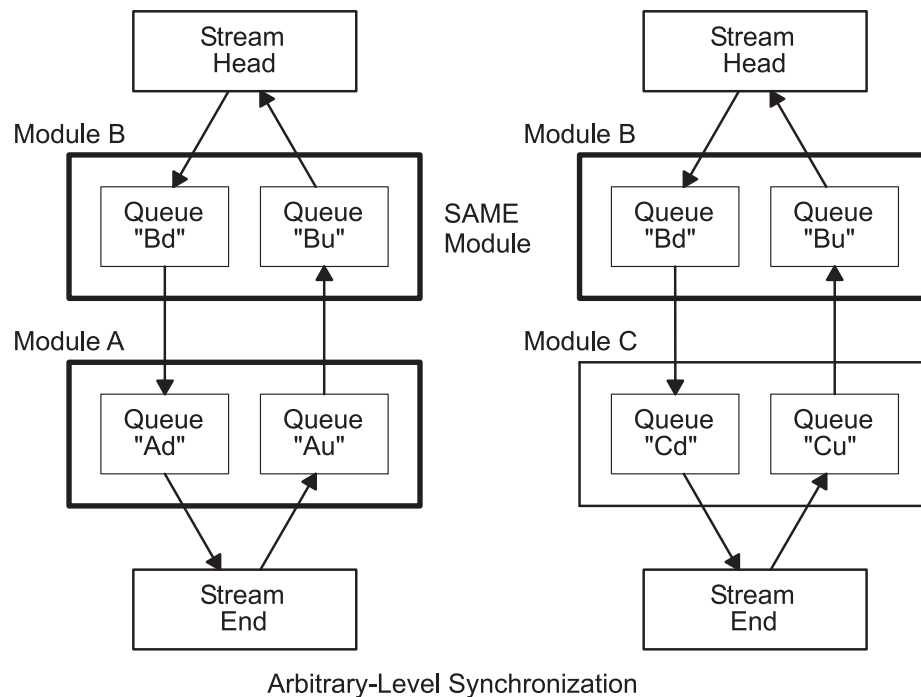 Stream
Head
Module B
Queue
"Bd"
Queue
"Bu"
Module A
Queue
"Ad"
Queue
"Au"
Stream
End
SAME
Module
Stream
Head
Module B
Queue
"Bd"
Queue
"Bu"
Module C
Queue
"Cd"
Queue
"Cu"
Stream
End
Arbitrary-Level Synchronization